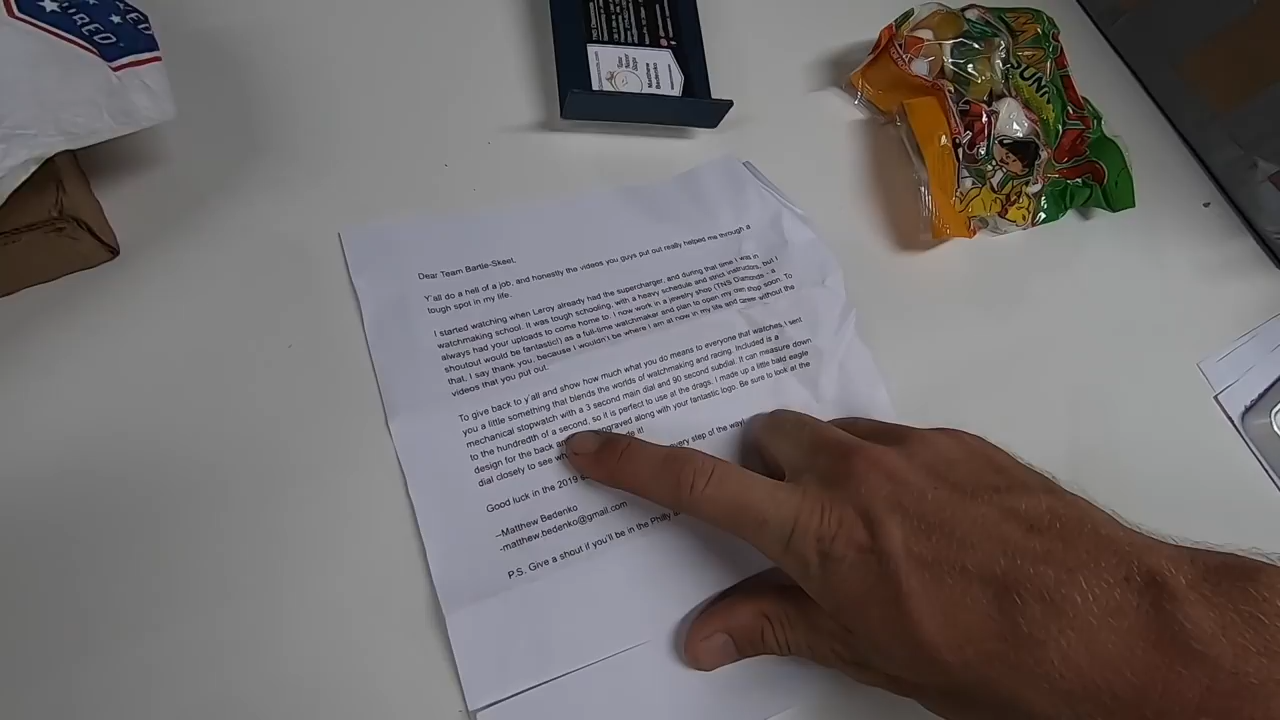 RED
IRED®
Matthew
Bedenko
SUNA
Dear Team Bartle-Skeet,
Y'all do a hell of a job, and honestly the videos you guys put out really helped me through a
tough spot in my life.
I started watching when Leroy already had the supercharger, and during that time I was in
watchmaking school. It was tough schooling, with a heavy schedule and strict instructors, but I
always had your uploads to come home to. I now work in a jewelry shop (TNS Diamonds - a
shoutout would be fantastic!) as a full-time watchmaker and plan to open my own shop soon. To
that, I say thank you, because I wouldn't be where I am at now in my life and career without the
videos that you put out.
To give back to y'all and show how much what you do means to everyone that watches, I sent
you a little something that blends the worlds of watchmaking and racing. Included is a
mechanical stopwatch with a 3 second main dial and 90 second subdial. It can measure down
to the hundredth of a second, so it is perfect to use at the drags. I made up a little bald eagle
design for the back engraved along with your fantastic logo. Be sure to look at the
dial closely to see it!
Good luck in the 2019 every step of the way!
--Matthew Bedenko
-matthew.bedenko@gmail.com
P.S. Give a shout if you'll be in the Philly